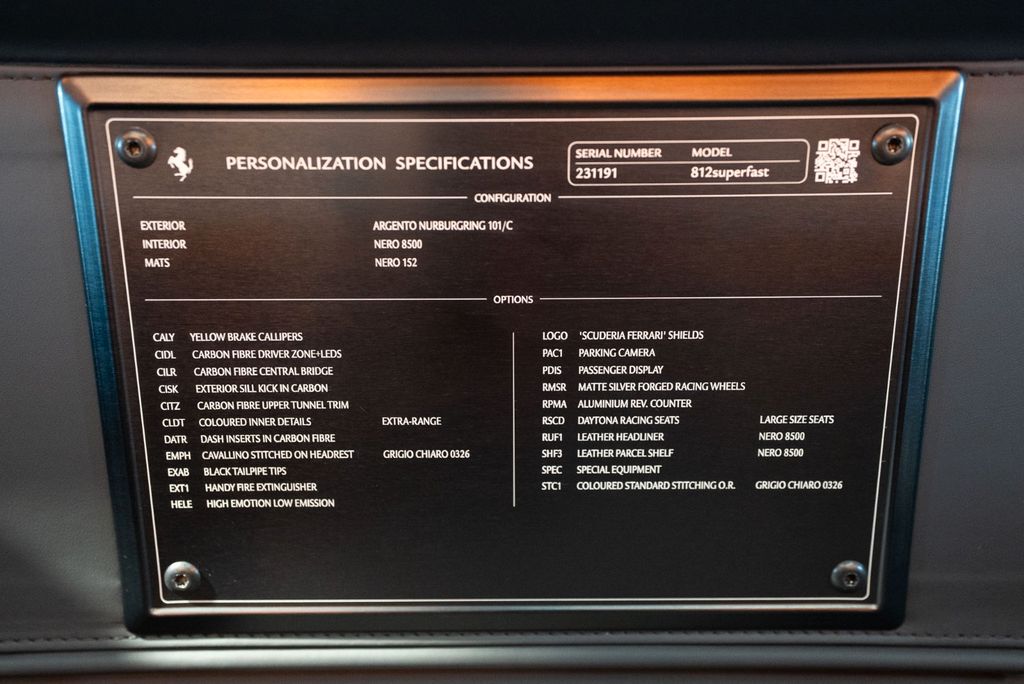 PERSONALIZATION SPECIFICATIONS
SERIAL NUMBER MODEL
231191 812superfast
CONFIGURATION
EXTERIOR ARGENTO NURBURGRING 101/C
INTERIOR NERO 8500
MATS NERO 152
OPTIONS
CALY YELLOW BRAKE CALLIPERS
CIDL CARBON FIBRE DRIVER ZONE+LEDS
CILR CARBON FIBRE CENTRAL BRIDGE
CISK EXTERIOR SILL KICK IN CARBON
CITZ CARBON FIBRE UPPER TUNNEL TRIM
CLDT COLOURED INNER DETAILS EXTRA-RANGE
DATR DASH INSERTS IN CARBON FIBRE
EMPH CAVALLINO STITCHED ON HEADREST GRIGIO CHIARO 0326
EXAB BLACK TAILPIPE TIPS
EXT1 HANDY FIRE EXTINGUISHER
HELE HIGH EMOTION LOW EMISSION
LOGO 'SCUDERIA FERRARI' SHIELDS
PAC1 PARKING CAMERA
PDIS PASSENGER DISPLAY
RMSR MATTE SILVER FORGED RACING WHEELS
RPMA ALUMINIUM REV. COUNTER
RSCD DAYTONA RACING SEATS LARGE SIZE SEATS
RUF1 LEATHER HEADLINER NERO 8500
SHF3 LEATHER PARCEL SHELF NERO 8500
SPEC SPECIAL EQUIPMENT
STC1 COLOURED STANDARD STITCHING O.R. GRIGIO CHIARO 0326